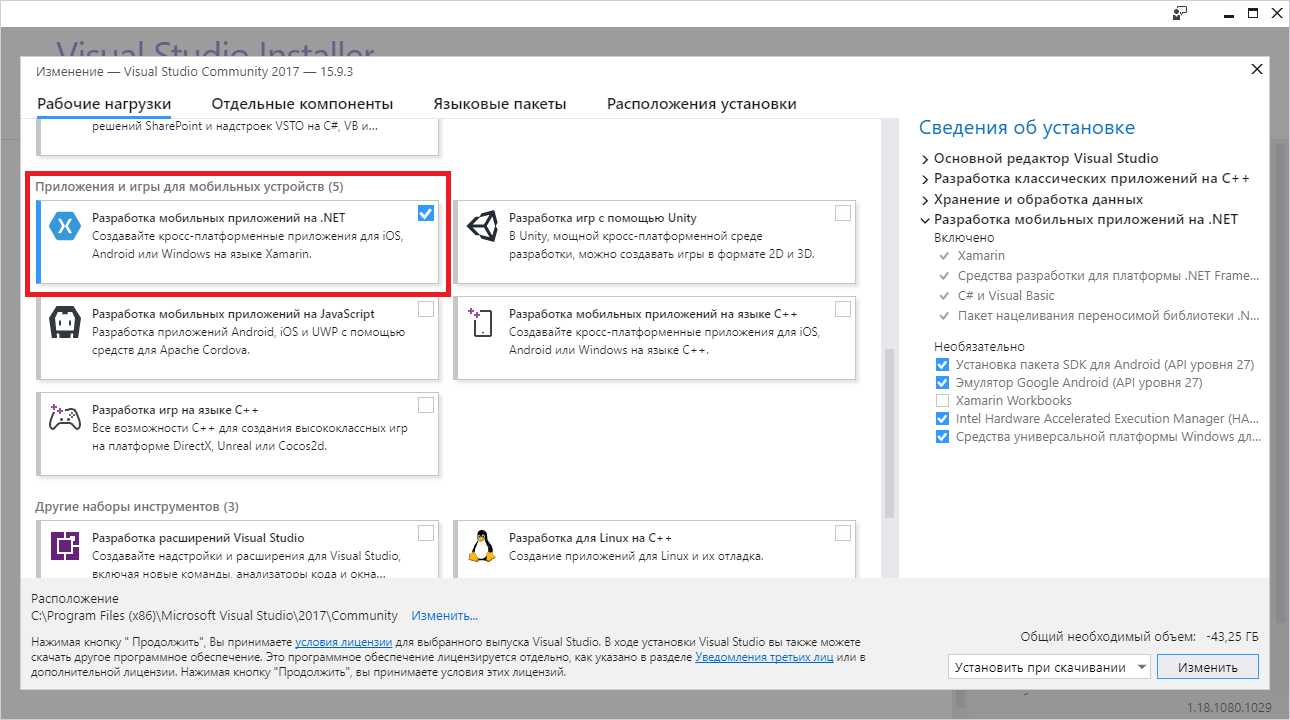 Visual Studio Installer
Изменение — Visual Studio Community 2017 — 15.9.3
Рабочие нагрузки
Отдельные компоненты
Языковые пакеты
Расположения установки
решений SharePoint и надстроек VSTO на C#, VB и...
Приложения и игры для мобильных устройств (5)
Разработка мобильных приложений на .NET
Создавайте кросс-платформенные приложения для iOS,
Android или Windows на языке Xamarin.
Разработка игр с помощью Unity
В Unity, мощной кросс-платформенной среде
разработки, можно создавать игры в формате 2D и 3D.
Разработка мобильных приложений на JavaScript
Разработка приложений Android, iOS и UWP с помощью
средств для Apache Cordova.
Разработка мобильных приложений на языке C++
Создавайте кросс-платформенные приложения для iOS,
Android или Windows на языке C++.
Разработка игр на языке C++
Все возможности C++ для создания высококлассных игр
на платформе DirectX, Unreal или Cocos2d.
Другие наборы инструментов (3)
Разработка расширений Visual Studio
Создавайте надстройки и расширения для Visual Studio,
включая новые команды, анализаторы кода и окна...
Разработка для Linux на C++
Создание приложений для Linux и их отладка.
Сведения об установке
Основной редактор Visual Studio
Разработка классических приложений на C++
Хранение и обработка данных
Разработка мобильных приложений на .NET
Включено
Xamarin
Средства разработки для платформы .NET Frame...
C# и Visual Basic
Пакет нацеливания переносимой библиотеки .N...
Необязательно
Установка пакета SDK для Android (API уровня 27)
Эмулятор Google Android (API уровня 27)
Xamarin Workbooks
Intel Hardware Accelerated Execution Manager (HA...
Средства универсальной платформы Windows дл...
Расположение
C:\Program Files (x86)\Microsoft Visual Studio\2017\Community Изменить...
Нажимая кнопку " Продолжить", Вы принимаете условия лицензии для выбранного выпуска Visual Studio. В ходе установки Visual Studio вы также можете
скачать другое программное обеспечение. Это программное обеспечение лицензируется отдельно, как указано в разделе Уведомления третьих лиц или в
дополнительной лицензии. Нажимая кнопку "Продолжить", вы принимаете условия этих лицензий.
Общий необходимый объем: -43,25 ГБ
Установить при скачивании
Изменить
1.18.1080.1029